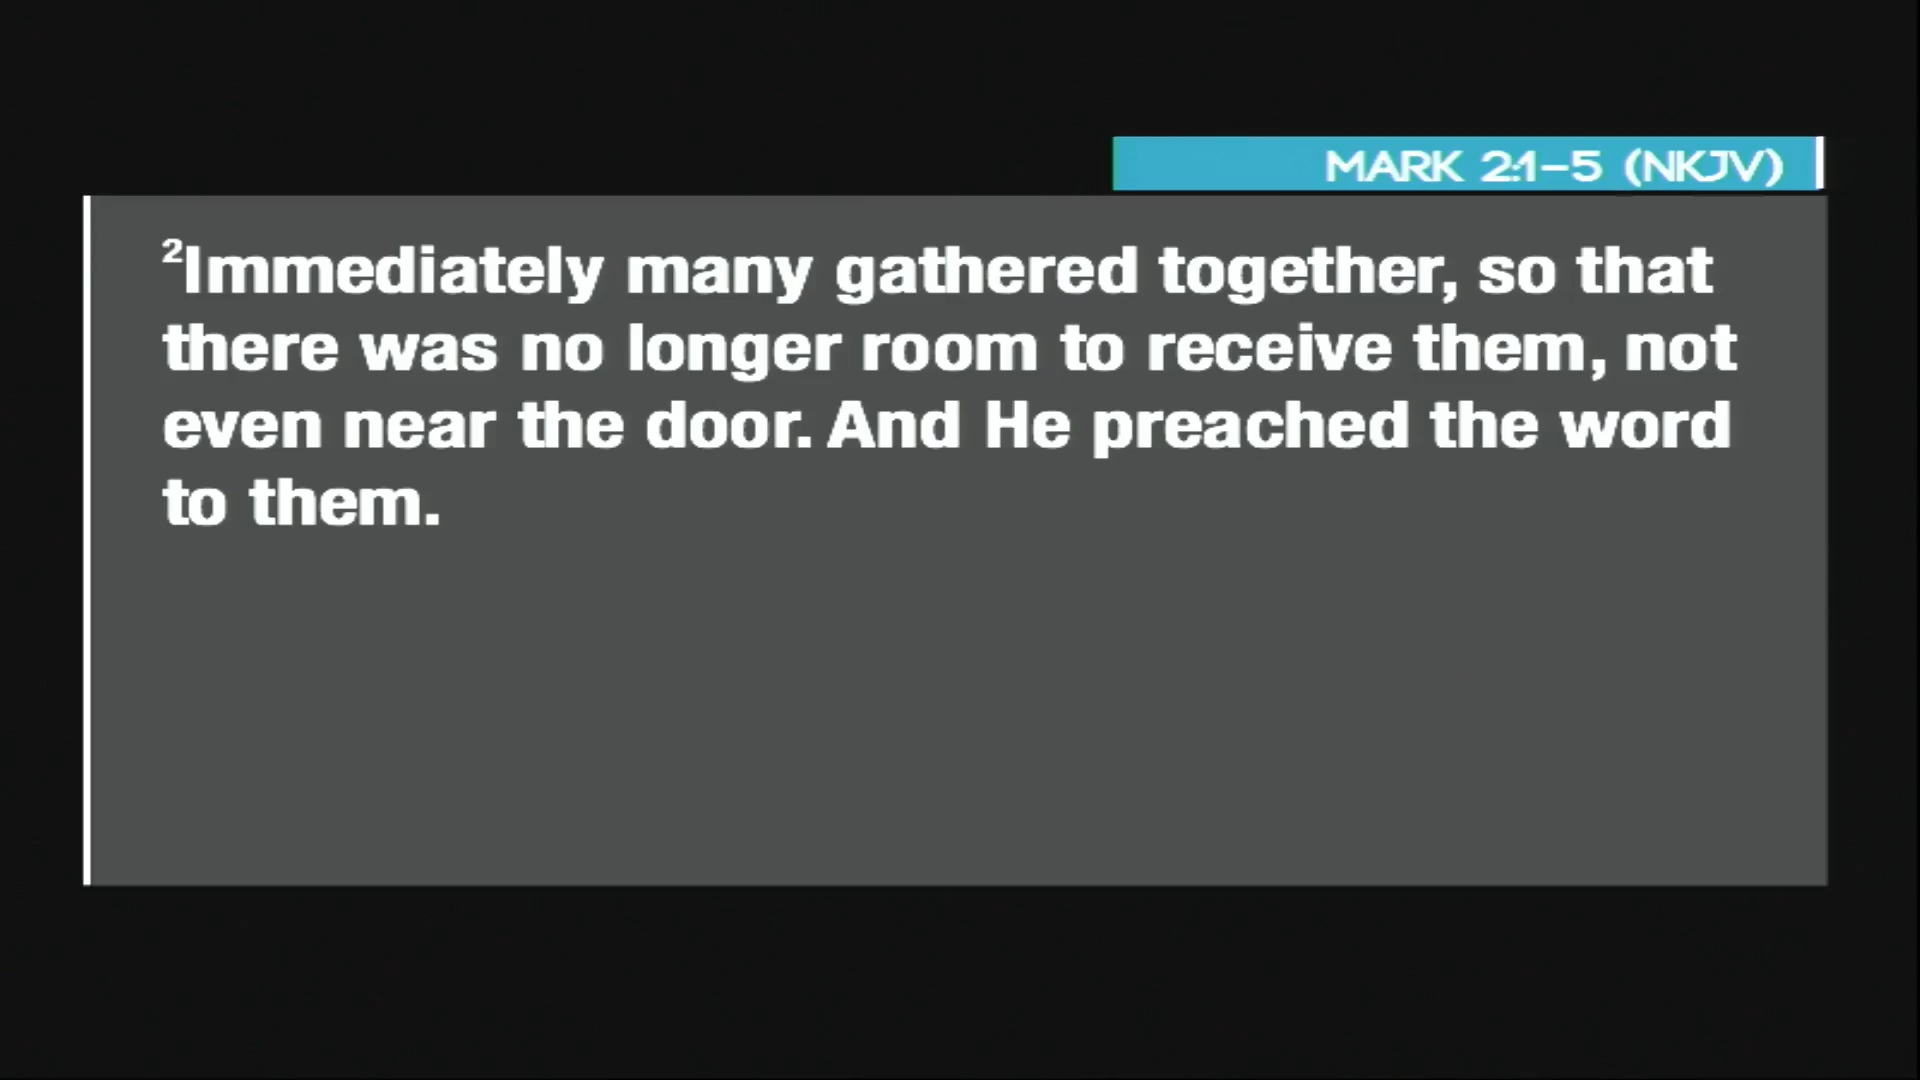 MARK 2:1–5 (NKJV)
²Immediately many gathered together, so that
there was no longer room to receive them, not
even near the door. And He preached the word
to them.